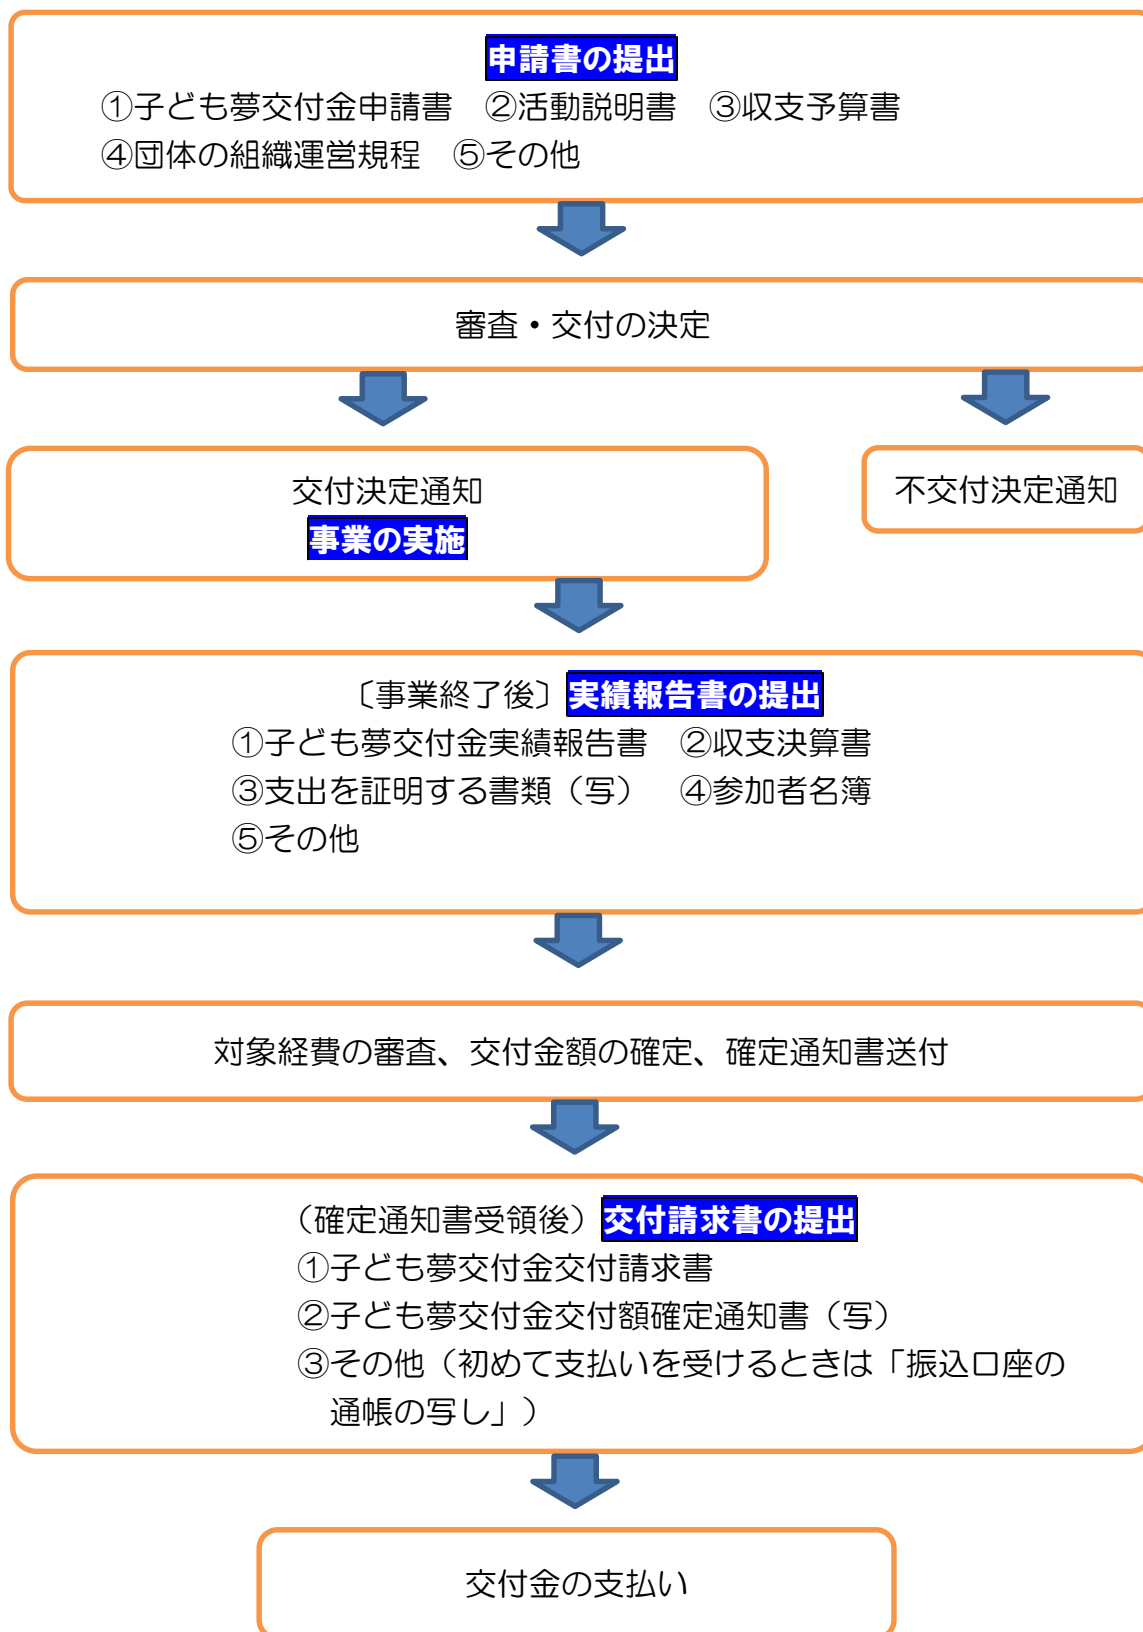 申請書の提出
①子ども夢交付金申請書　②活動説明書　③収支予算書
④団体の組織運営規程　⑤その他
審査・交付の決定
交付決定通知
事業の実施
不交付決定通知
〔事業終了後〕実績報告書の提出
①子ども夢交付金実績報告書　②収支決算書
③支出を証明する書類（写）　④参加者名簿
⑤その他
対象経費の審査、交付金額の確定、確定通知書送付
（確定通知書受領後）交付請求書の提出
①子ども夢交付金交付請求書
②子ども夢交付金交付額確定通知書（写）
③その他（初めて支払いを受けるときは「振込口座の
通帳の写し」）
交付金の支払い